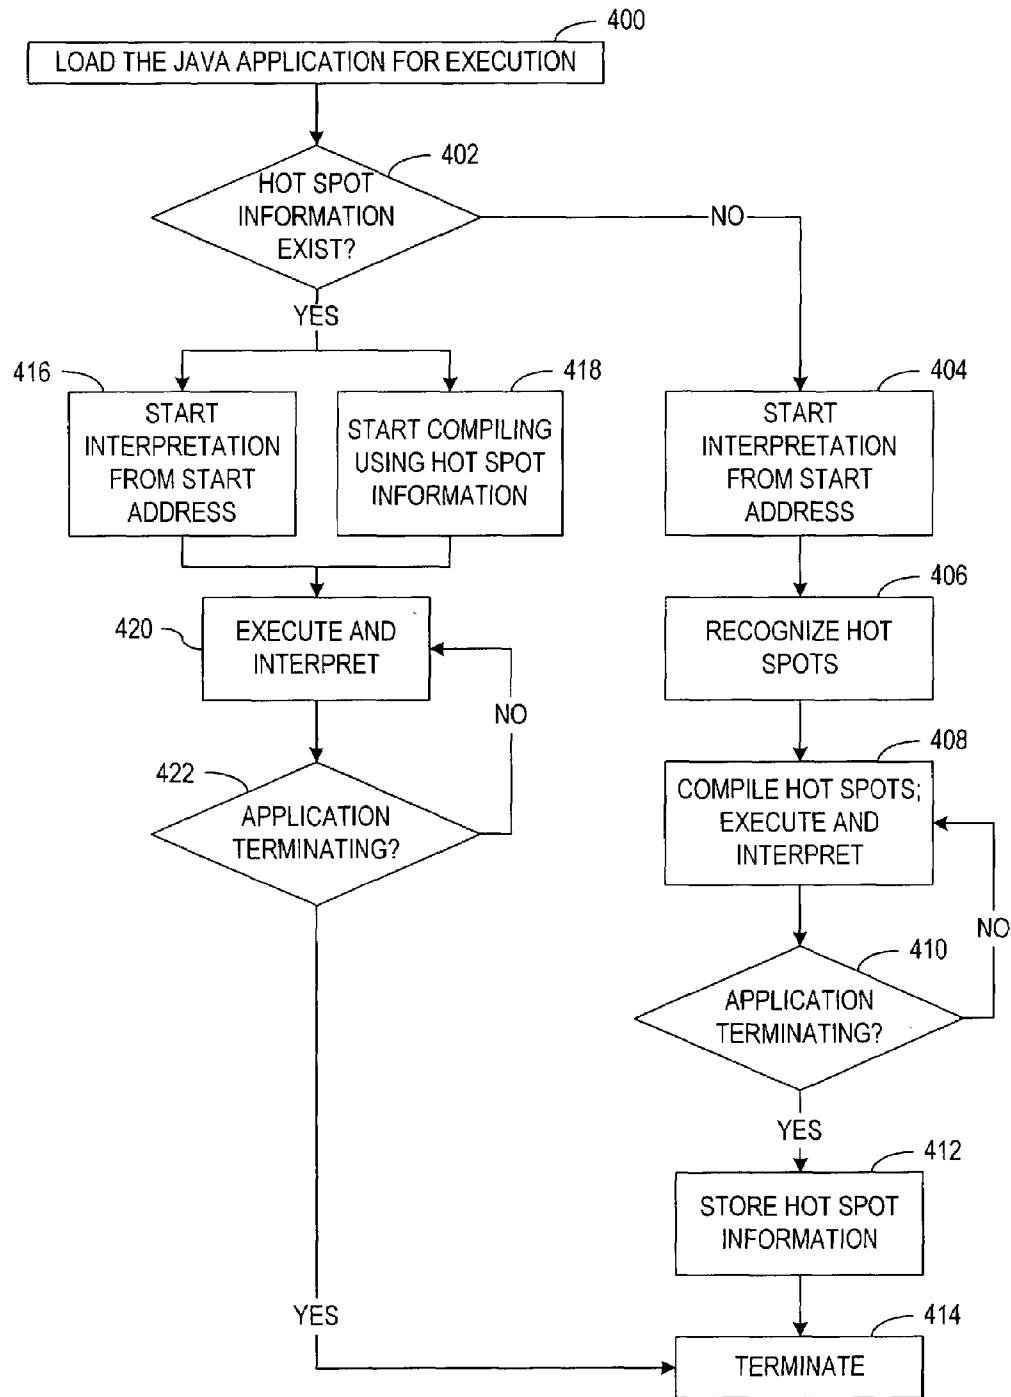 400
LOAD THE JAVA APPLICATION FOR EXECUTION
402
HOT SPOT
INFORMATION
EXIST?
NO
YES
416
START
INTERPRETATION
FROM START
ADDRESS
418
START COMPILING
USING HOT SPOT
INFORMATION
404
START
INTERPRETATION
FROM START
ADDRESS
406
RECOGNIZE HOT
SPOTS
420
EXECUTE AND
INTERPRET
NO
408
COMPILE HOT SPOTS;
EXECUTE AND
INTERPRET
422
APPLICATION
TERMINATING?
NO
410
APPLICATION
TERMINATING?
YES
412
STORE HOT SPOT
INFORMATION
YES
414
TERMINATE